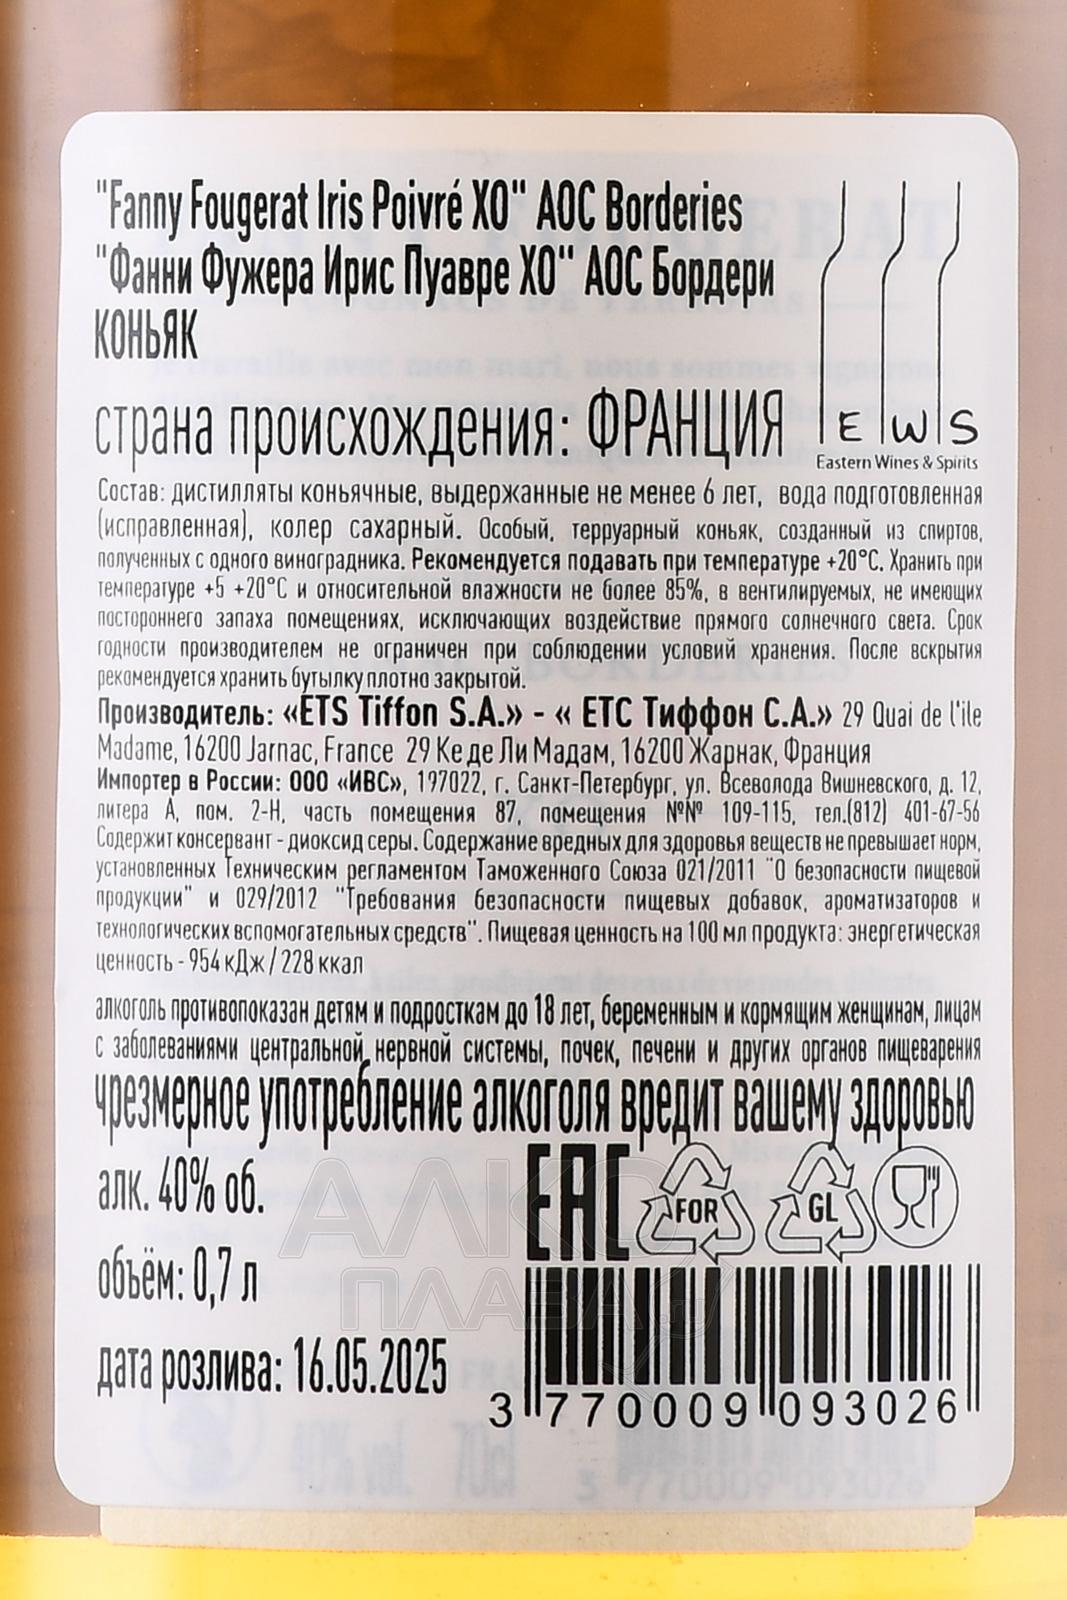 "Fanny Fougerat Iris Poivré XO" AOC Borderies
"Фанни Фужера Ирис Пуавре ХО" АОС Бордери
КОНЬЯК
страна происхождения: ФРАНЦИЯ
E W S
Eastern Wines & Spirits
Состав: дистилляты коньячные, выдержанные не менее 6 лет, вода подготовленная
(исправленная), колер сахарный. Особый, терруарный коньяк, созданный из спиртов,
полученных с одного виноградника. Рекомендуется подавать при температуре +20°С. Хранить при
температуре +5 +20°С и относительной влажности не более 85%, в вентилируемых, не имеющих
постороннего запаха помещениях, исключающих воздействие прямого солнечного света. Срок
годности производителем не ограничен при соблюдении условий хранения. После вскрытия
рекомендуется хранить бутылку плотно закрытой.
Производитель: «ETS Tiffon S.A.» - « ЕТС Тиффон С.А.» 29 Quai de l'ile
Madame, 16200 Jarnac, France 29 Ке де Ли Мадам, 16200 Жарнак, Франция
Импортер в России: ООО «ИВС», 197022, г. Санкт-Петербург, ул. Всеволода Вишневского, д. 12,
литера А, пом. 2-Н, часть помещения 87, помещения №№ 109-115, тел.(812) 401-67-56
Содержит консервант - диоксид серы. Содержание вредных для здоровья веществ не превышает норм,
установленных Техническим регламентом Таможенного Союза 021/2011 "О безопасности пищевой
продукции" и 029/2012 "Требования безопасности пищевых добавок, ароматизаторов и
технологических вспомогательных средств". Пищевая ценность на 100 мл продукта: энергетическая
ценность - 954 кДж / 228 ккал
алкоголь противопоказан детям и подросткам до 18 лет, беременным и кормящим женщинам, лицам
с заболеваниями центральной нервной системы, почек, печени и других органов пищеварения
чрезмерное употребление алкоголя вредит вашему здоровью
алк. 40% об.
EAC
FOR
GL
объём: 0,7 л
дата розлива: 16.05.2025
3 770009 093026
АЛКО
ПЛАЗА.ru